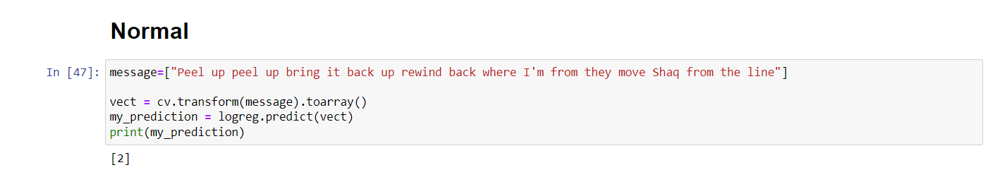 Normal
In [47]: message=["Peel up peel up bring it back up rewind back where I'm from they move Shaq from the line"]
vect = cv.transform(message).toarray()
my_prediction = logreg.predict(vect)
print(my_prediction)
[2]